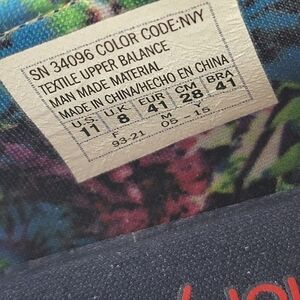 SN 34096 COLOR CODE:NVY
TEXTILE UPPER BALANCE
MAN MADE MATERIAL
MADE IN CHINA/HECHO EN CHINA
US. UK EUR CM BRA
11 8 41 28 41
F M Y
93-21 05 - 15